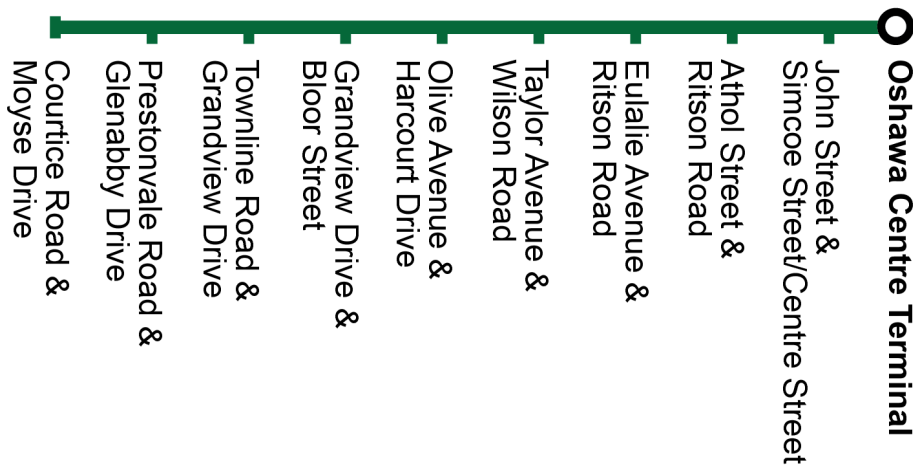 Oshawa Centre Terminal
John Street &
Simcoe Street/Centre Street
Athol Street &
Ritson Road
Eulalie Avenue &
Ritson Road
Taylor Avenue &
Wilson Road
Olive Avenue &
Harcourt Drive
Grandview Drive &
Bloor Street
Townline Road &
Grandview Drive
Prestonvale Road &
Glenabby Drive
Courtice Road &
Moyse Drive